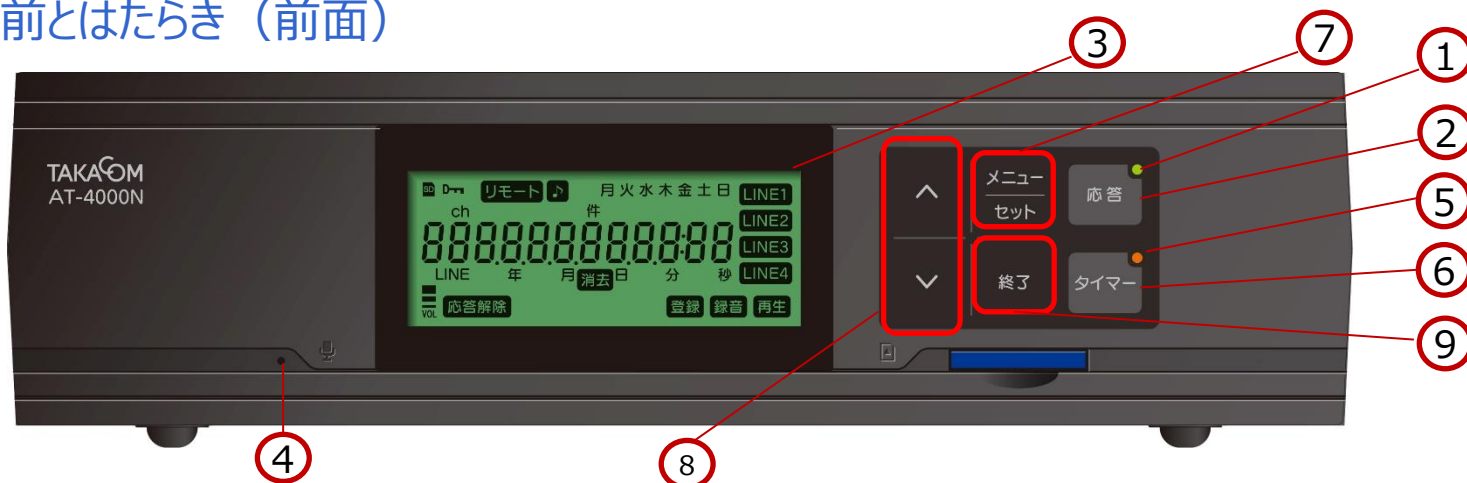 前とはたらき（前面）
③
⑦
①
②
⑤
⑥
⑨
④
⑧
TAKACOM
AT-4000N
SD リモート ♪ 月火水木金土日 LINE1
ch 件 LINE2
88888888888:88 LINE3
LINE 年 月 消去 日 分 秒 LINE4
VOL 応答解除 登録 録音 再生
メニュー
セット
応答
終了
タイマー